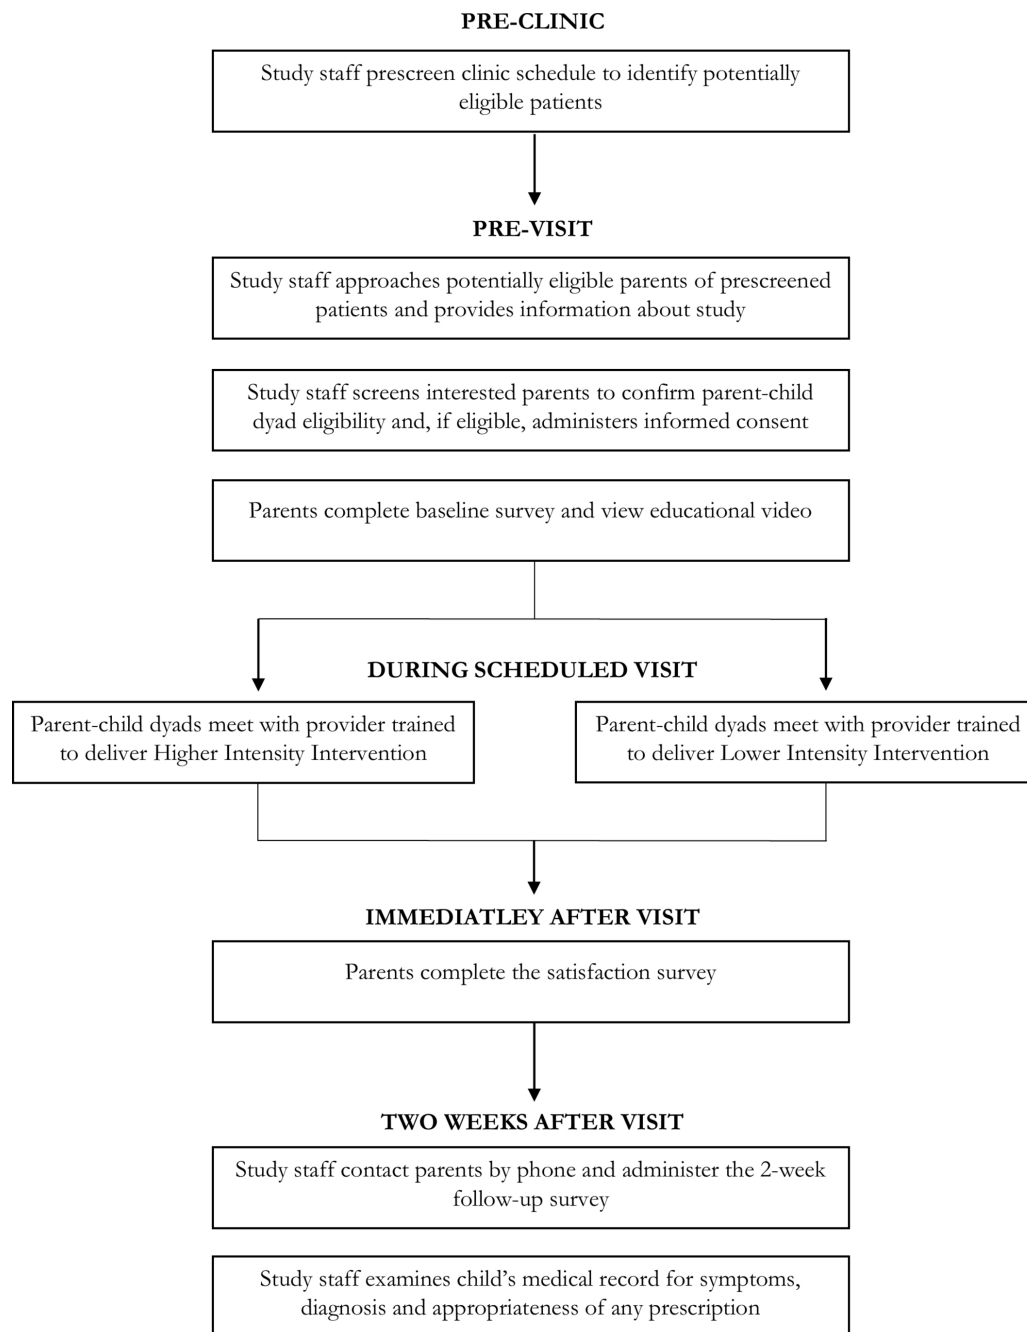 PRE-CLINIC
Study staff prescreen clinic schedule to identify potentially
eligible patients
PRE-VISIT
Study staff approaches potentially eligible parents of prescreened
patients and provides information about study
Study staff screens interested parents to confirm parent-child
dyad eligibility and, if eligible, administers informed consent
Parents complete baseline survey and view educational video
DURING SCHEDULED VISIT
Parent-child dyads meet with provider trained
to deliver Higher Intensity Intervention
Parent-child dyads meet with provider trained
to deliver Lower Intensity Intervention
IMMEDIATLEY AFTER VISIT
Parents complete the satisfaction survey
TWO WEEKS AFTER VISIT
Study staff contact parents by phone and administer the 2-week
follow-up survey
Study staff examines child’s medical record for symptoms,
diagnosis and appropriateness of any prescription